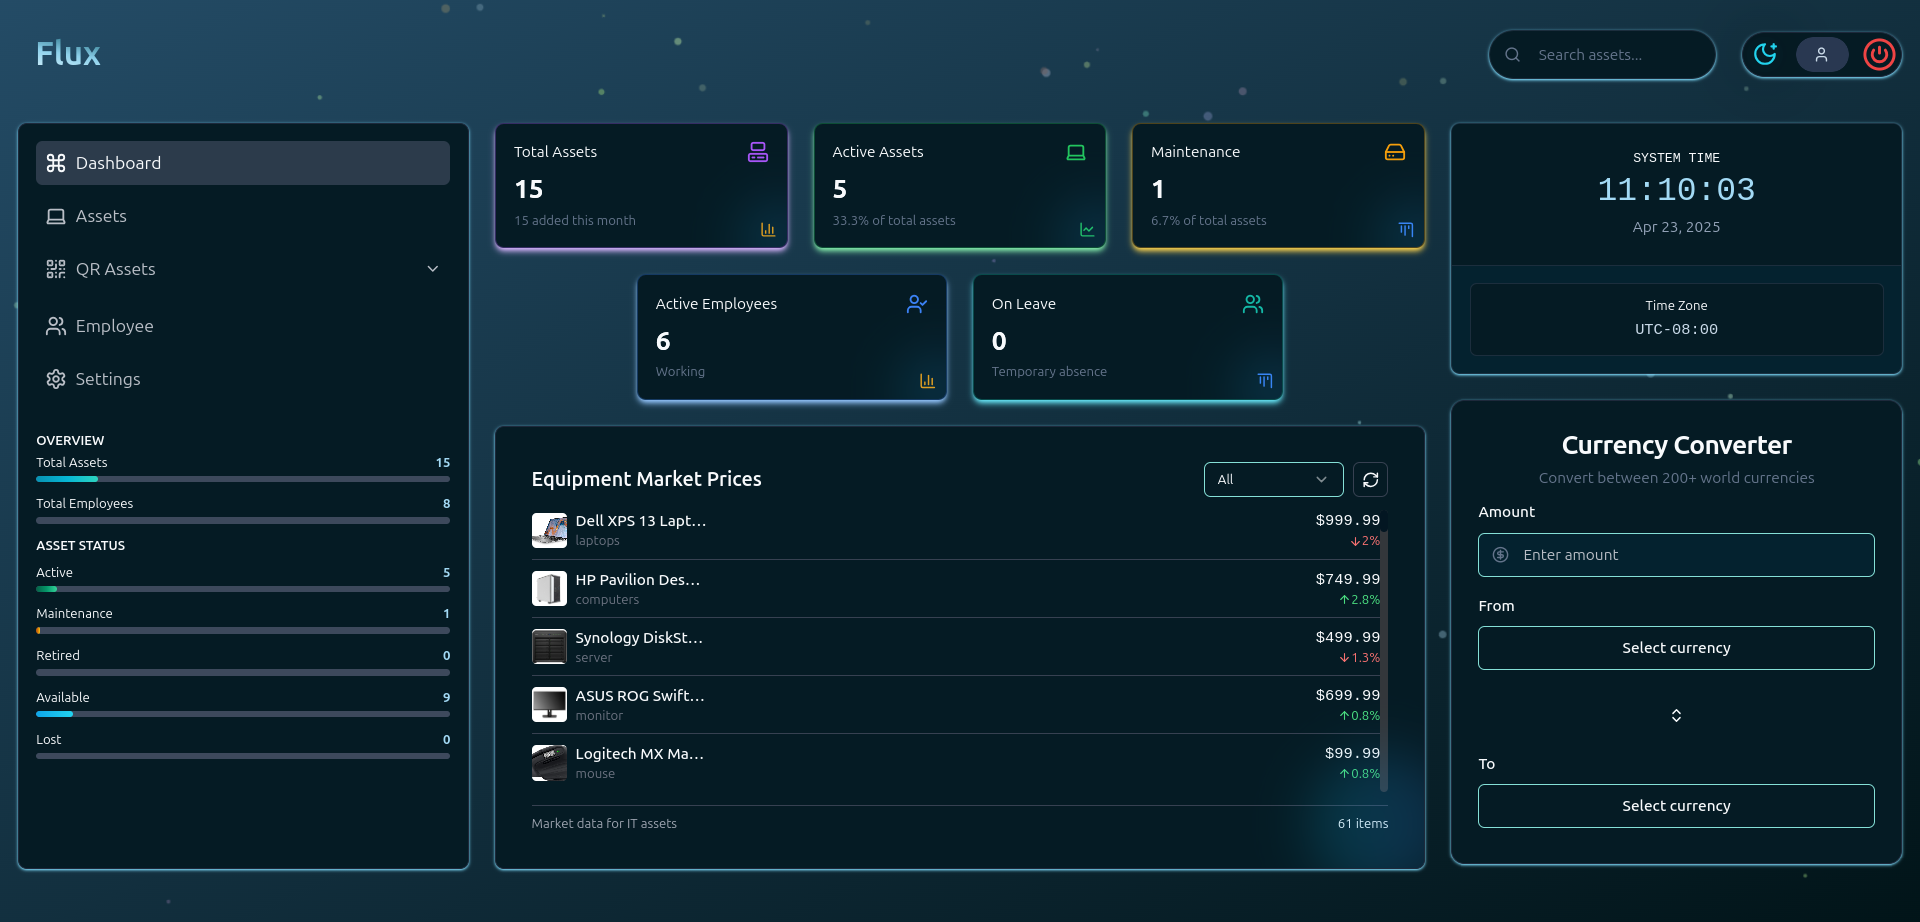 Flux
Search assets...
Dashboard
Assets
QR Assets
Employee
Settings
OVERVIEW
Total Assets 15
Total Employees 8
ASSET STATUS
Active 5
Maintenance 1
Retired 0
Available 9
Lost 0
Total Assets
15
15 added this month
Active Assets
5
33.3% of total assets
Maintenance
1
6.7% of total assets
Active Employees
6
Working
On Leave
0
Temporary absence
Equipment Market Prices
All
Dell XPS 13 Lapt... $999.99
laptops ↓2%
HP Pavilion Des... $749.99
computers ↑2.8%
Synology DiskSt... $499.99
server ↓1.3%
ASUS ROG Swift... $699.99
monitor ↑0.8%
Logitech MX Ma... $99.99
mouse ↑0.8%
Market data for IT assets 61 items
SYSTEM TIME
11:10:03
Apr 23, 2025
Time Zone
UTC-08:00
Currency Converter
Convert between 200+ world currencies
Amount
Enter amount
From
Select currency
To
Select currency